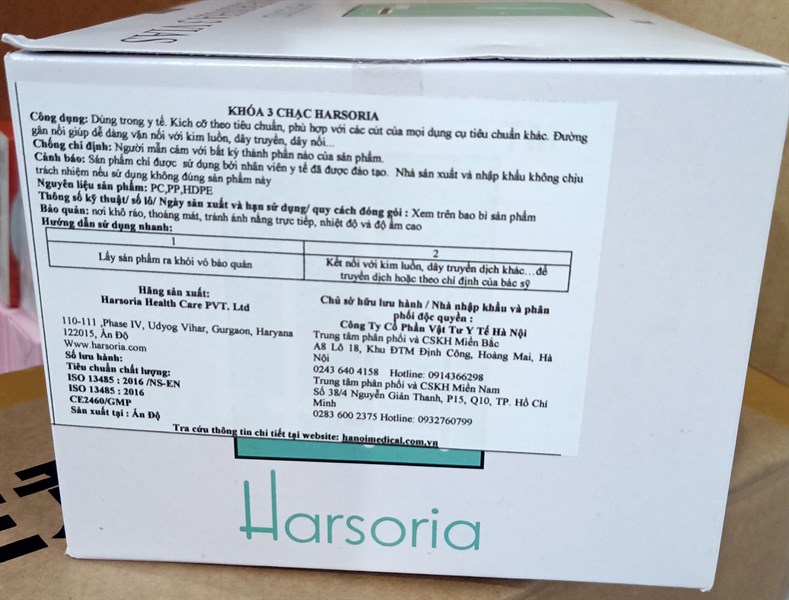 KHÓA 3 CHẠC HARSORIA
Công dụng: Dùng trong y tế. Kích cỡ theo tiêu chuẩn, phù hợp với các cút của mọi dụng cụ tiêu chuẩn khác. Đường
gân nối giúp dễ dàng vặn nối với kim luồn, dây truyền, dây nối...
Chống chỉ định: Người mẫn cảm với bất kỳ thành phần nào của sản phẩm.
Cảnh báo: Sản phẩm chỉ được sử dụng bởi nhân viên y tế đã được đào tạo. Nhà sản xuất và nhập khẩu không chịu
trách nhiệm nếu sử dụng không đúng sản phẩm này
Nguyên liệu sản phẩm: PC,PP,HDPE
Thông số kỹ thuật/ số lô/ Ngày sản xuất và hạn sử dụng/ quy cách đóng gói : Xem trên bao bì sản phẩm
Bảo quản: nơi khô ráo, thoáng mát, tránh ánh nắng trực tiếp, nhiệt độ và độ ẩm cao
Hướng dẫn sử dụng nhanh:
1 2
Lấy sản phẩm ra khỏi vỏ bảo quản Kết nối với kim luồn, dây truyền dịch khác...để
truyền dịch hoặc theo chỉ định của bác sỹ
Hãng sản xuất:
Harsoria Health Care PVT. Ltd
110-111 ,Phase IV, Udyog Vihar, Gurgaon, Haryana
122015, Ấn Độ
Www.harsoria.com
Số lưu hành:
Tiêu chuẩn chất lượng:
ISO 13485 : 2016 /NS-EN
ISO 13485 : 2016
CE2460/GMP
Sản xuất tại : Ấn Độ
Chủ sở hữu lưu hành / Nhà nhập khẩu và phân
phối độc quyền :
Công Ty Cổ Phần Vật Tư Y Tế Hà Nội
Trung tâm phân phối và CSKH Miền Bắc
A8 Lô 18, Khu ĐTM Định Công, Hoàng Mai, Hà
Nội
0243 640 4158 Hotline: 0914366298
Trung tâm phân phối và CSKH Miền Nam
Số 38/4 Nguyễn Giản Thanh, P15, Q10, TP. Hồ Chí
Minh
0283 600 2375 Hotline: 0932760799
Tra cứu thông tin chi tiết tại website: hanoimedical.com.vn
Harsoria